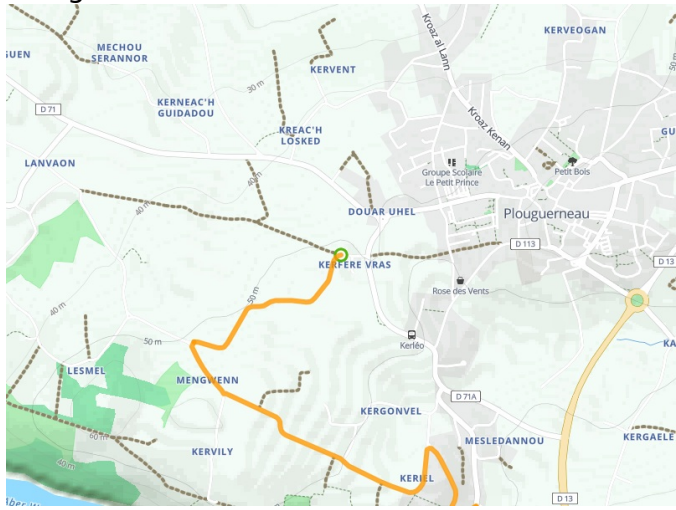 MECHOU
SERANNOR
KERVEOGAN
Kroaz al Lann
KERVENT
50 m
30 m
D 71
KERNEAC'H
GUIDADOU
Kroaz Kenan
KREAC'H
LOSKED
GU
LANVAON
Groupe Scolaire
Le Petit Prince
Petit Bois
40 m
40 m
DOUAR UHEL
Plouguerneau
D 113
KERFERE VRAS
D 13
50 m
Rose des Vents
40 m
50 m
Kerléo
KA
LESMEL
MENGWENN
D 71A
KERGONVEL
60 m
MESLEDANNOU
KERGAELE
KERVILY
40 m
KERIEL
D 13
Aber W